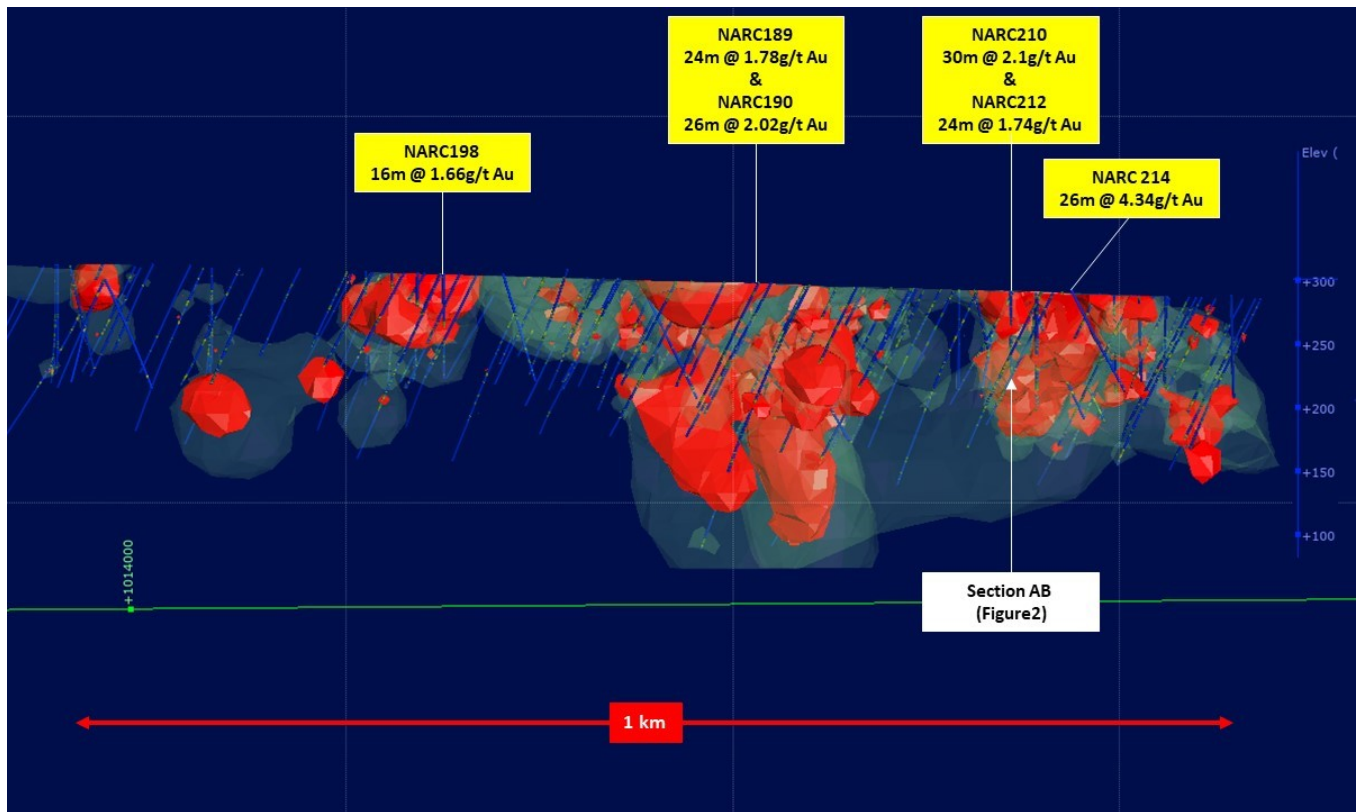 NARC189
24m @ 1.78g/t Au
&
NARC190
26m @ 2.02g/t Au
NARC210
30m @ 2.1g/t Au
&
NARC212
24m @ 1.74g/t Au
NARC198
16m @ 1.66g/t Au
NARC 214
26m @ 4.34g/t Au
Elev (
+300
+250
+200
+150
+100
+1014000
Section AB
(Figure2)
1 km